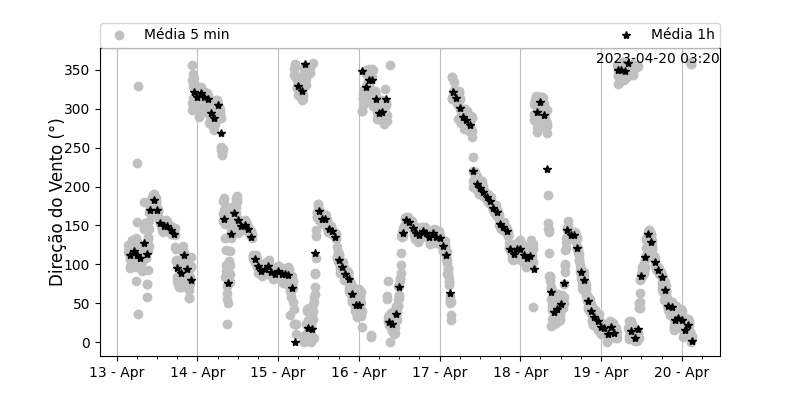 Média 5 min
Média 1h
2023-04-20 03:20
Direção do Vento (°)
350
300
250
200
150
100
50
0
13 - Apr
14 - Apr
15 - Apr
16 - Apr
17 - Apr
18 - Apr
19 - Apr
20 - Apr